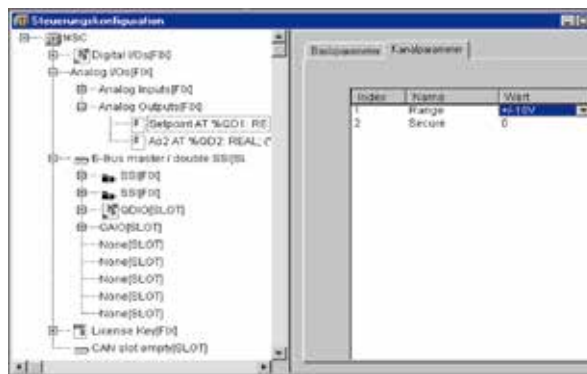 Steuerungskonfiguration
MSC
Digital I/Os[FIX]
Analog I/Os[FIX]
Analog Inputs[FIX]
Analog Outputs[FIX]
Setpoint AT %QD1: RE
Ao2 AT %QD2: REAL; (*
E-Bus master / double SSI[SL
SSI[FIX]
SSI[FIX]
QDIO[SLOT]
QAIO[SLOT]
None[SLOT]
None[SLOT]
None[SLOT]
None[SLOT]
None[SLOT]
License Key[FIX]
CAN slot empty[SLOT]
Basisparameter Kanalparameter
Index Name Wert
1 Range +/-10V
2 Secure 0